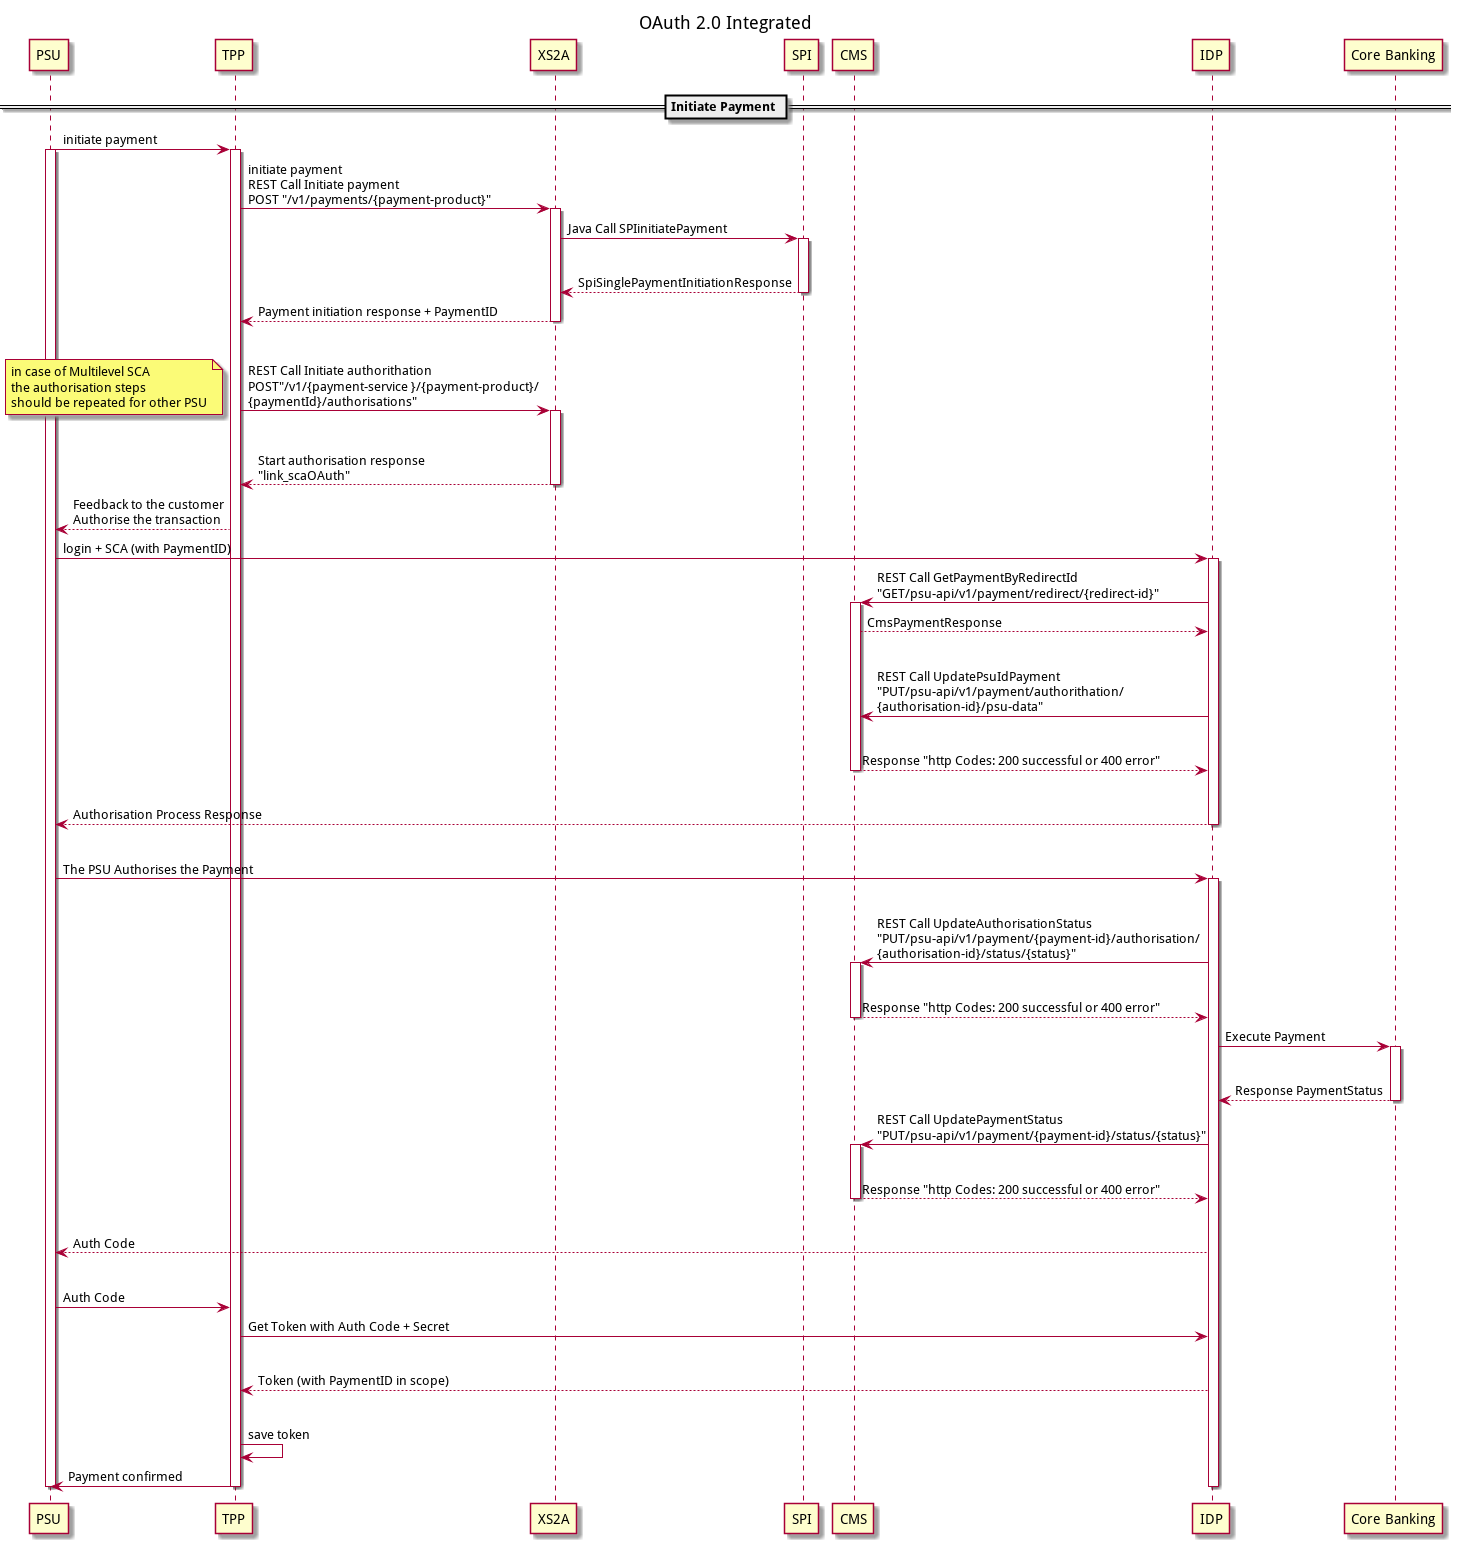 OAuth 2.0 Integrated
PSU
TPP
XS2A
SPI
CMS
IDP
Core Banking
Initiate Payment
initiate payment
initiate payment
REST Call Initiate payment
POST "/v1/payments/{payment-product}"
Java Call SPIinitiatePayment
SpiSinglePaymentInitiationResponse
Payment initiation response + PaymentID
in case of Multilevel SCA
the authorisation steps
should be repeated for other PSU
REST Call Initiate authorithation
POST"/v1/{payment-service }/{payment-product}/
{paymentId}/authorisations"
Start authorisation response
"link_scaOAuth"
Feedback to the customer
Authorise the transaction
login + SCA (with PaymentID)
REST Call GetPaymentByRedirectId
"GET/psu-api/v1/payment/redirect/{redirect-id}"
CmsPaymentResponse
REST Call UpdatePsuIdPayment
"PUT/psu-api/v1/payment/authorithation/
{authorisation-id}/psu-data"
Response "http Codes: 200 successful or 400 error"
Authorisation Process Response
The PSU Authorises the Payment
REST Call UpdateAuthorisationStatus
"PUT/psu-api/v1/payment/{payment-id}/authorisation/
{authorisation-id}/status/{status}"
Response "http Codes: 200 successful or 400 error"
Execute Payment
Response PaymentStatus
REST Call UpdatePaymentStatus
"PUT/psu-api/v1/payment/{payment-id}/status/{status}"
Response "http Codes: 200 successful or 400 error"
Auth Code
Auth Code
Get Token with Auth Code + Secret
Token (with PaymentID in scope)
save token
Payment confirmed
PSU
TPP
XS2A
SPI
CMS
IDP
Core Banking